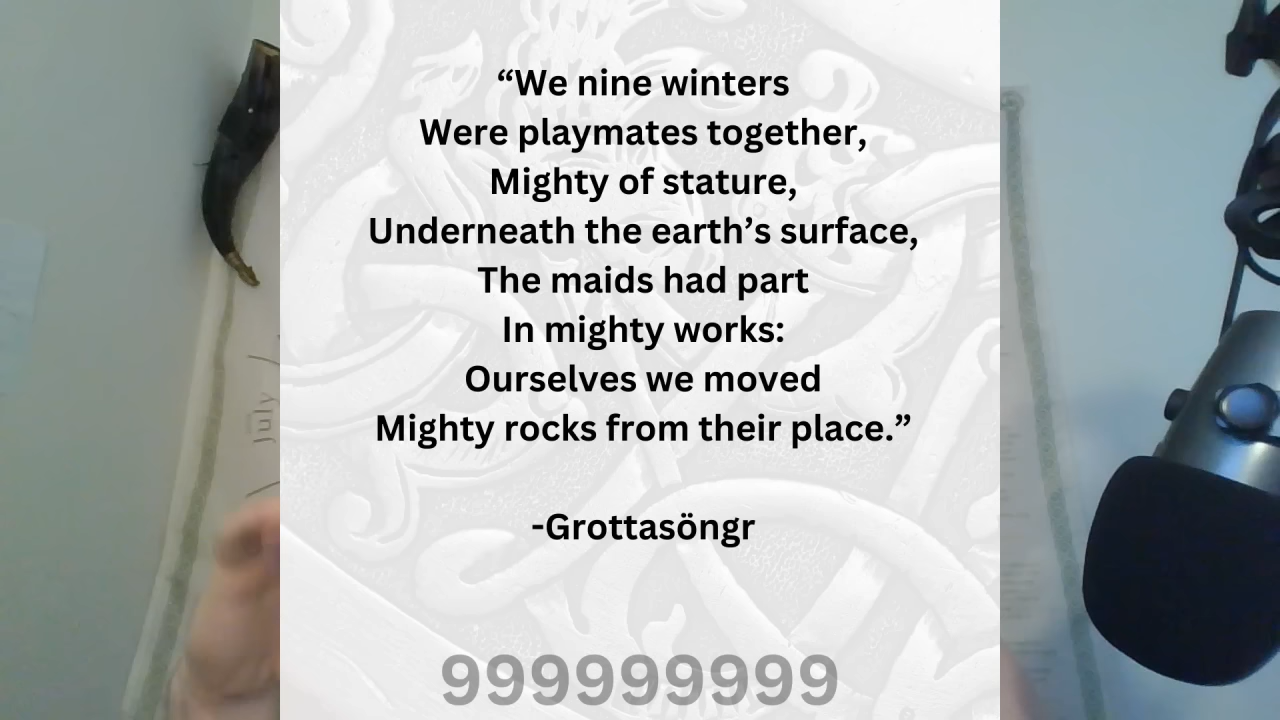 “We nine winters
Were playmates together,
Mighty of stature,
Underneath the earth’s surface,
The maids had part
In mighty works:
Ourselves we moved
Mighty rocks from their place.”
-Grottasöngr
999999999
July